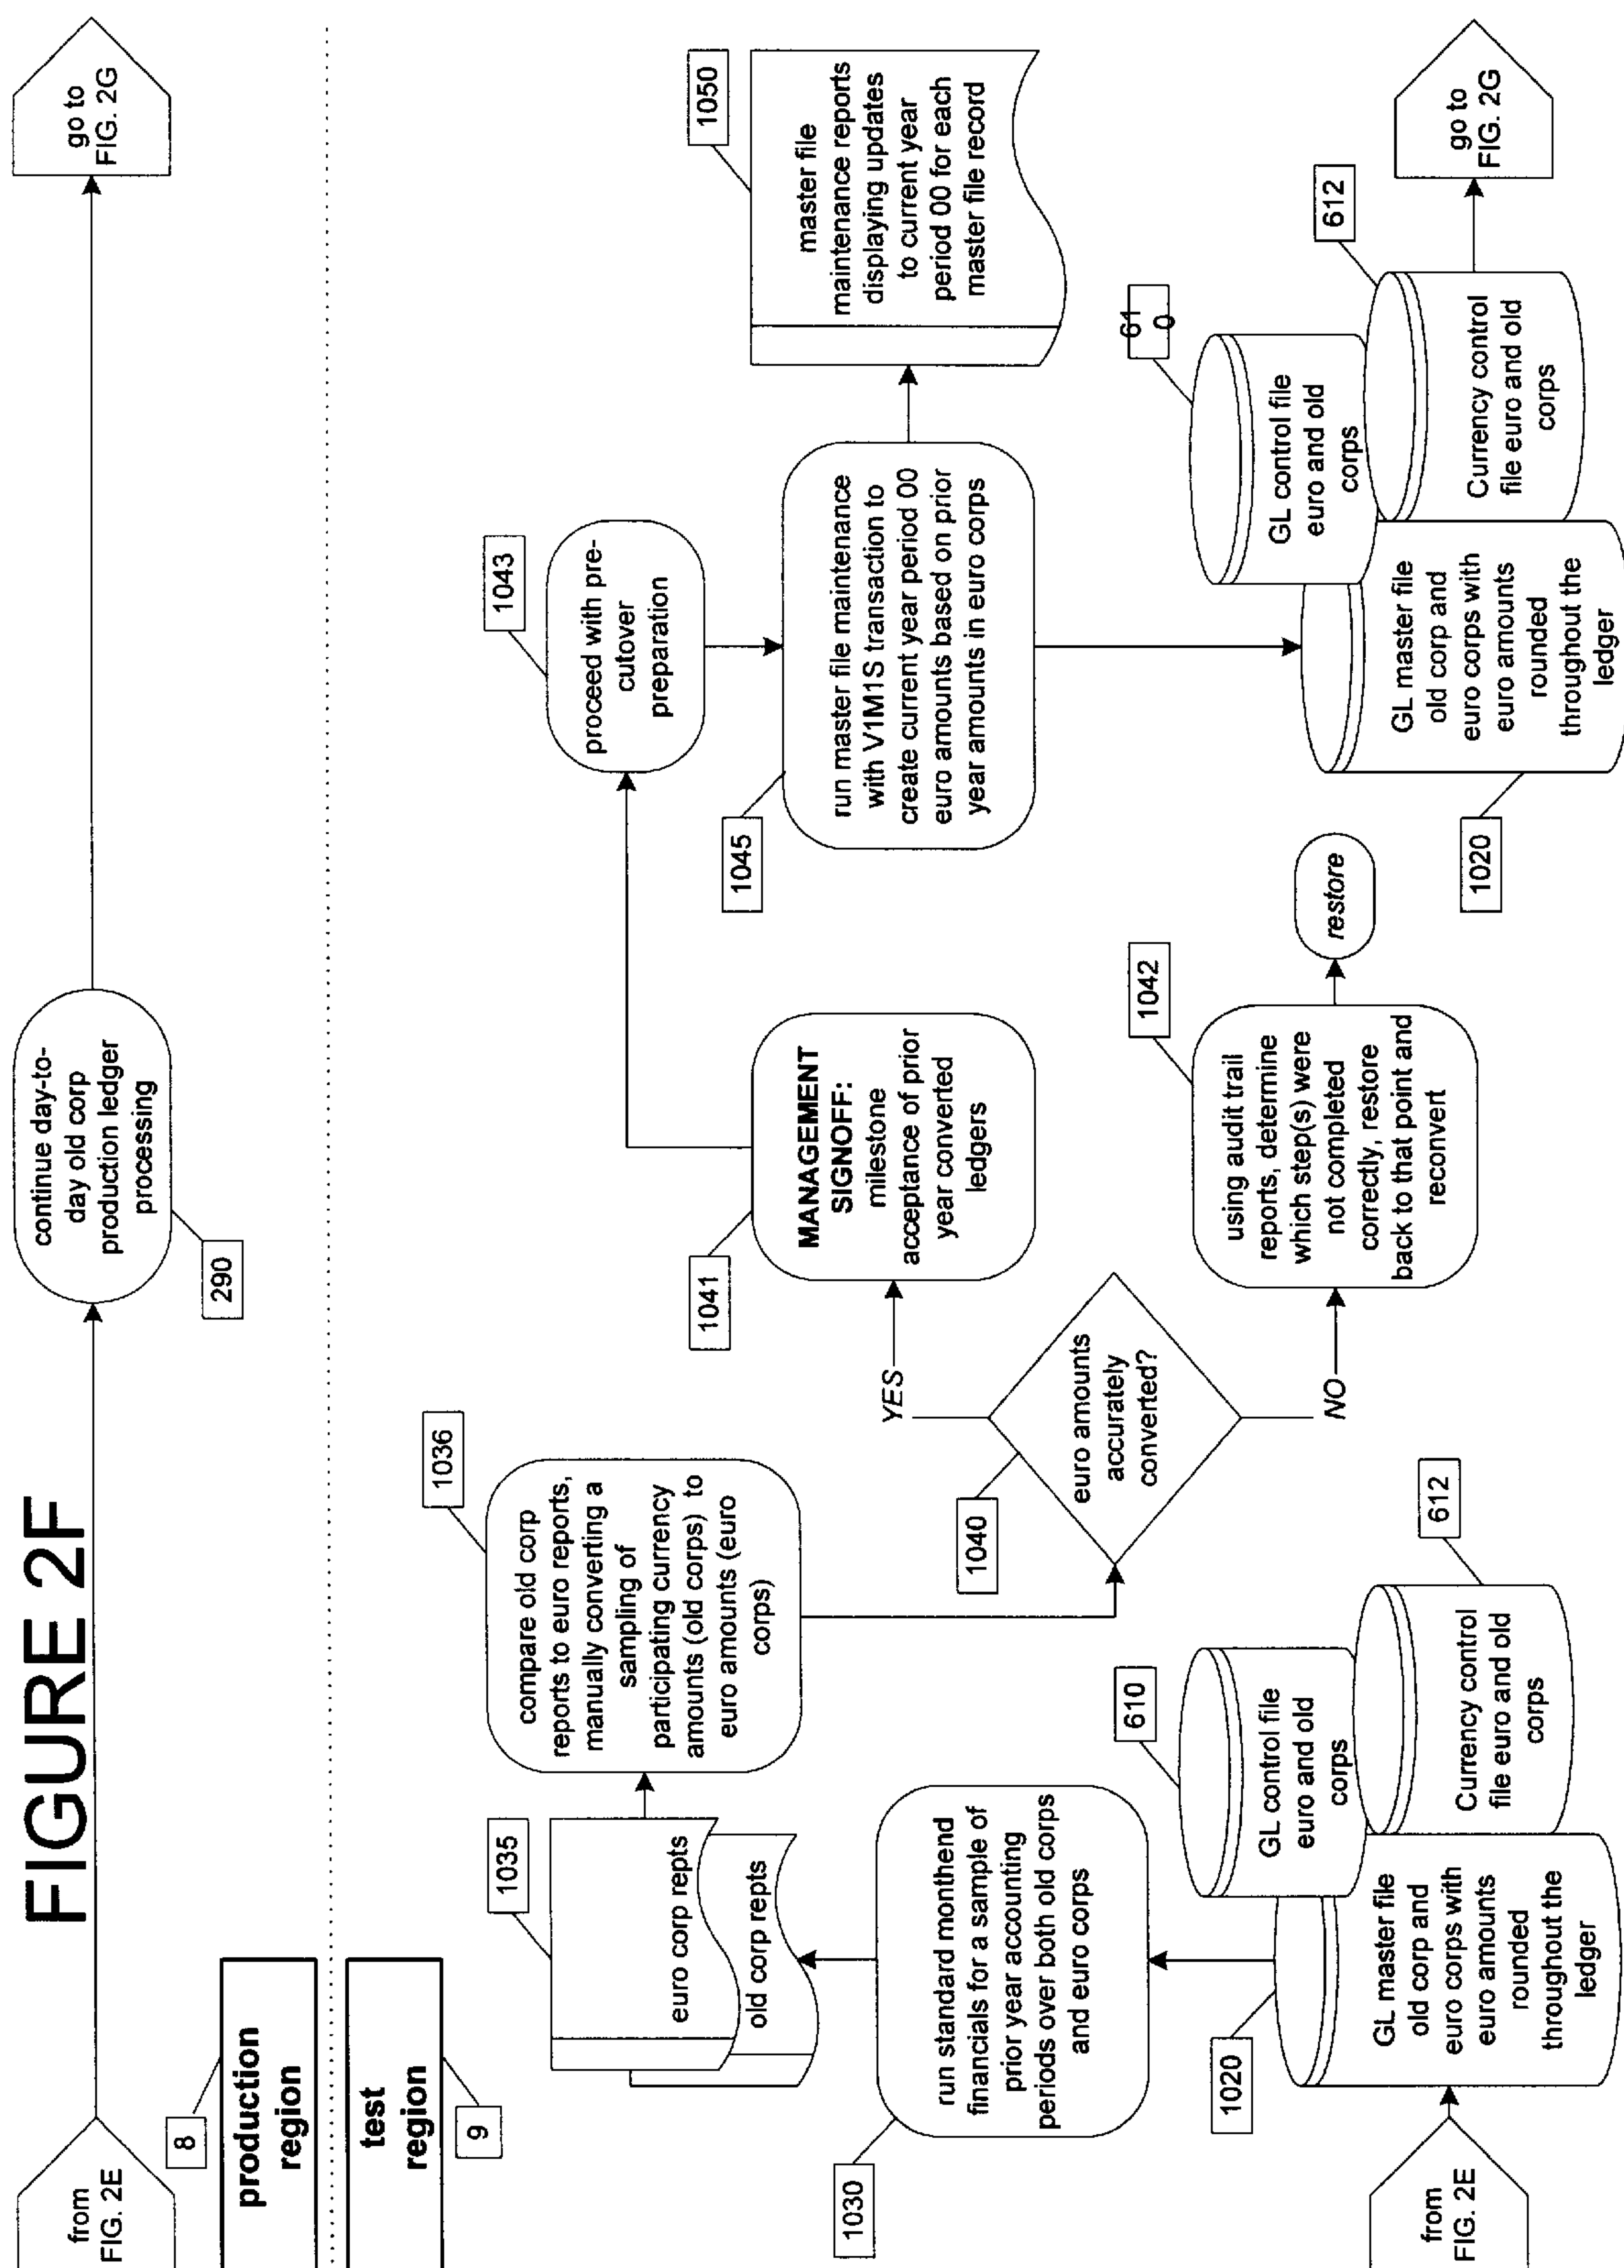 FIGURE 2F
from
FIG. 2E
continue day-to-
day old corp
production ledger
processing
290
go to
FIG. 2G
8
production
region
test
region
9
from
FIG. 2E
1020
GL master file
old corp and
euro corps with
euro amounts
rounded
throughout the
ledger
610
GL control file
euro and old
corps
612
Currency control
file euro and old
corps
1030
run standard monthend
financials for a sample of
prior year accounting
periods over both old corps
and euro corps
1035
euro corp repts
old corp repts
1036
compare old corp
reports to euro reports,
manually converting a
sampling of
participating currency
amounts (old corps) to
euro amounts (euro
corps)
1040
euro amounts
accurately
converted?
YES
NO
1041
MANAGEMENT
SIGNOFF:
milestone
acceptance of prior
year converted
ledgers
1042
using audit trail
reports, determine
which step(s) were
not completed
correctly, restore
back to that point and
reconvert
restore
1043
proceed with pre-
cutover
preparation
1045
run master file maintenance
with V1M1S transaction to
create current year period 00
euro amounts based on prior
year amounts in euro corps
1050
master file
maintenance reports
displaying updates
to current year
period 00 for each
master file record
1020
GL master file
old corp and
euro corps with
euro amounts
rounded
throughout the
ledger
61
0
GL control file
euro and old
corps
612
Currency control
file euro and old
corps
go to
FIG. 2G